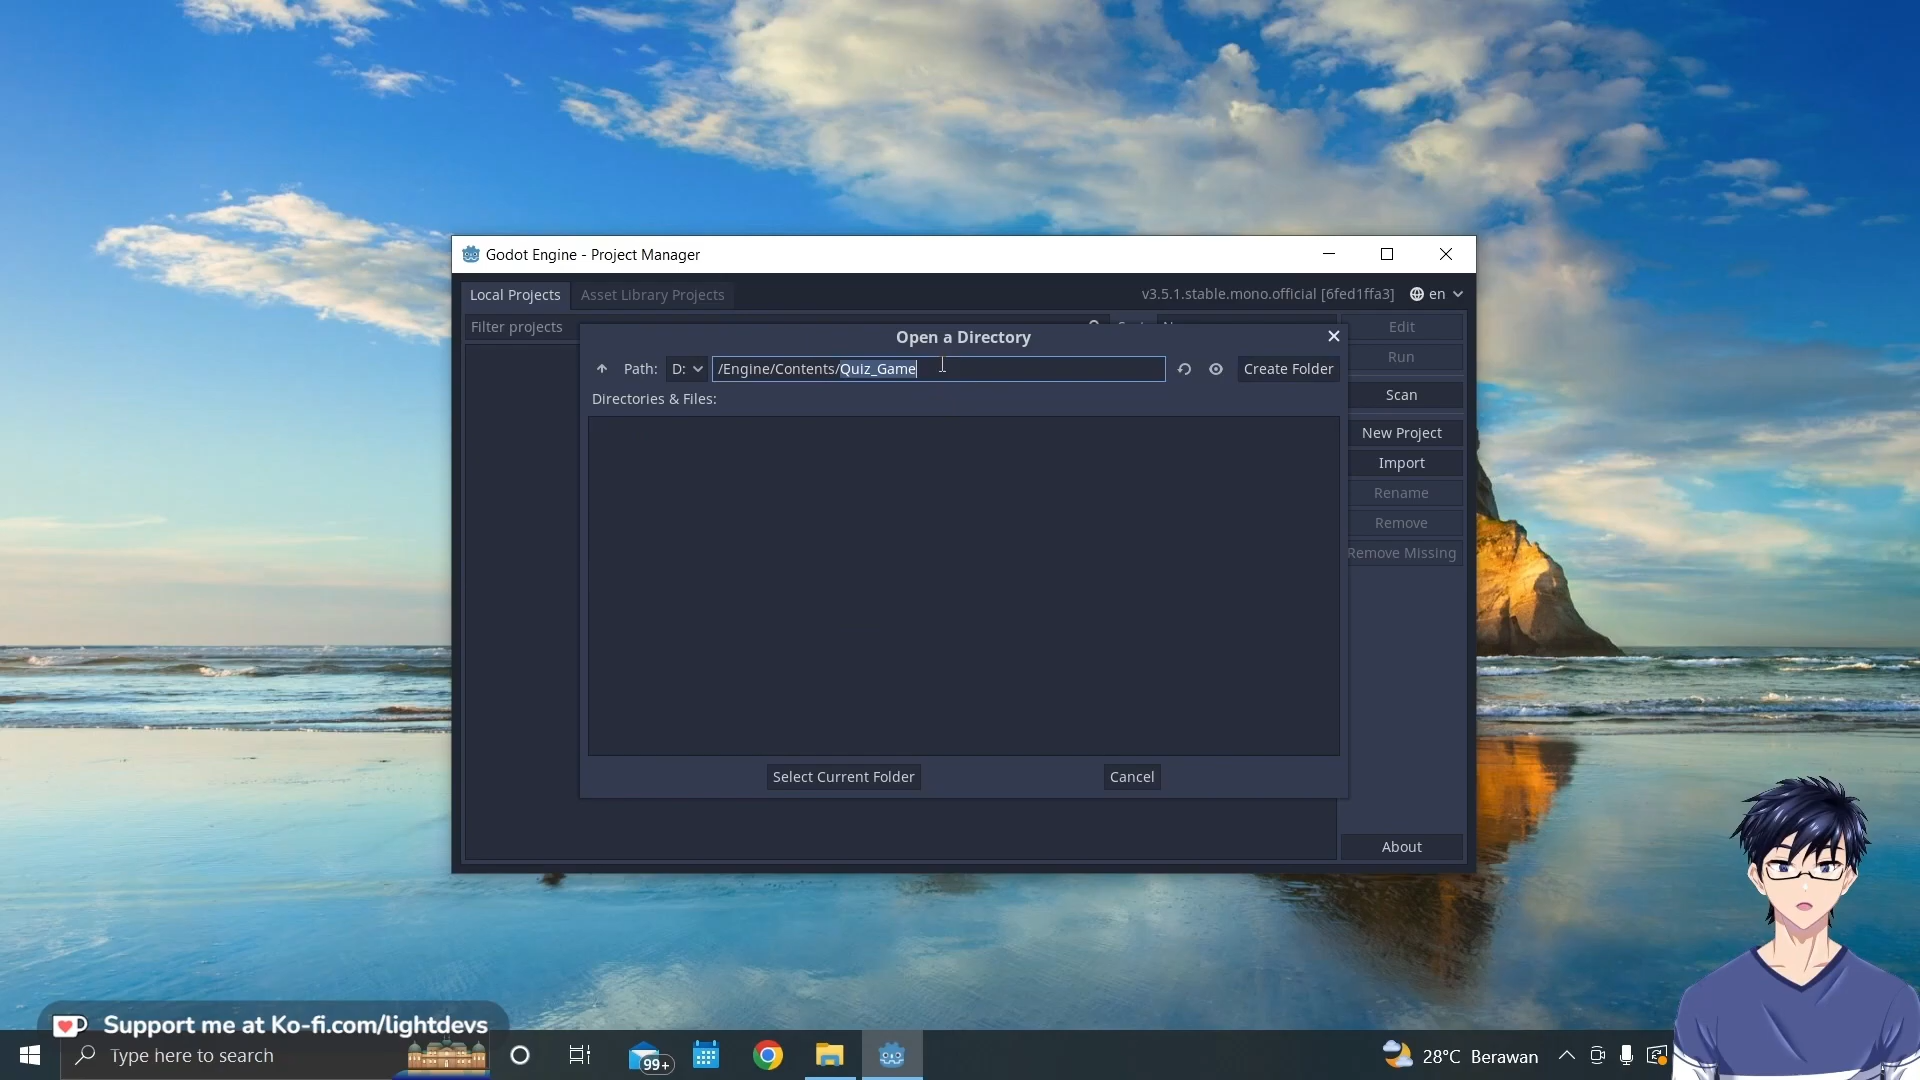 Godot Engine - Project Manager
Local Projects
Asset Library Projects
v3.5.1.stable.mono.official [6fed1ffa3]
en
Filter projects
Edit
Run
Scan
New Project
Import
Rename
Remove
Remove Missing
About
Open a Directory
Path:
D:
/Engine/Contents/Quiz_Game
Create Folder
Directories & Files:
Select Current Folder
Cancel
Support me at Ko-fi.com/lightdevs
Type here to search
99+
28°C Berawan